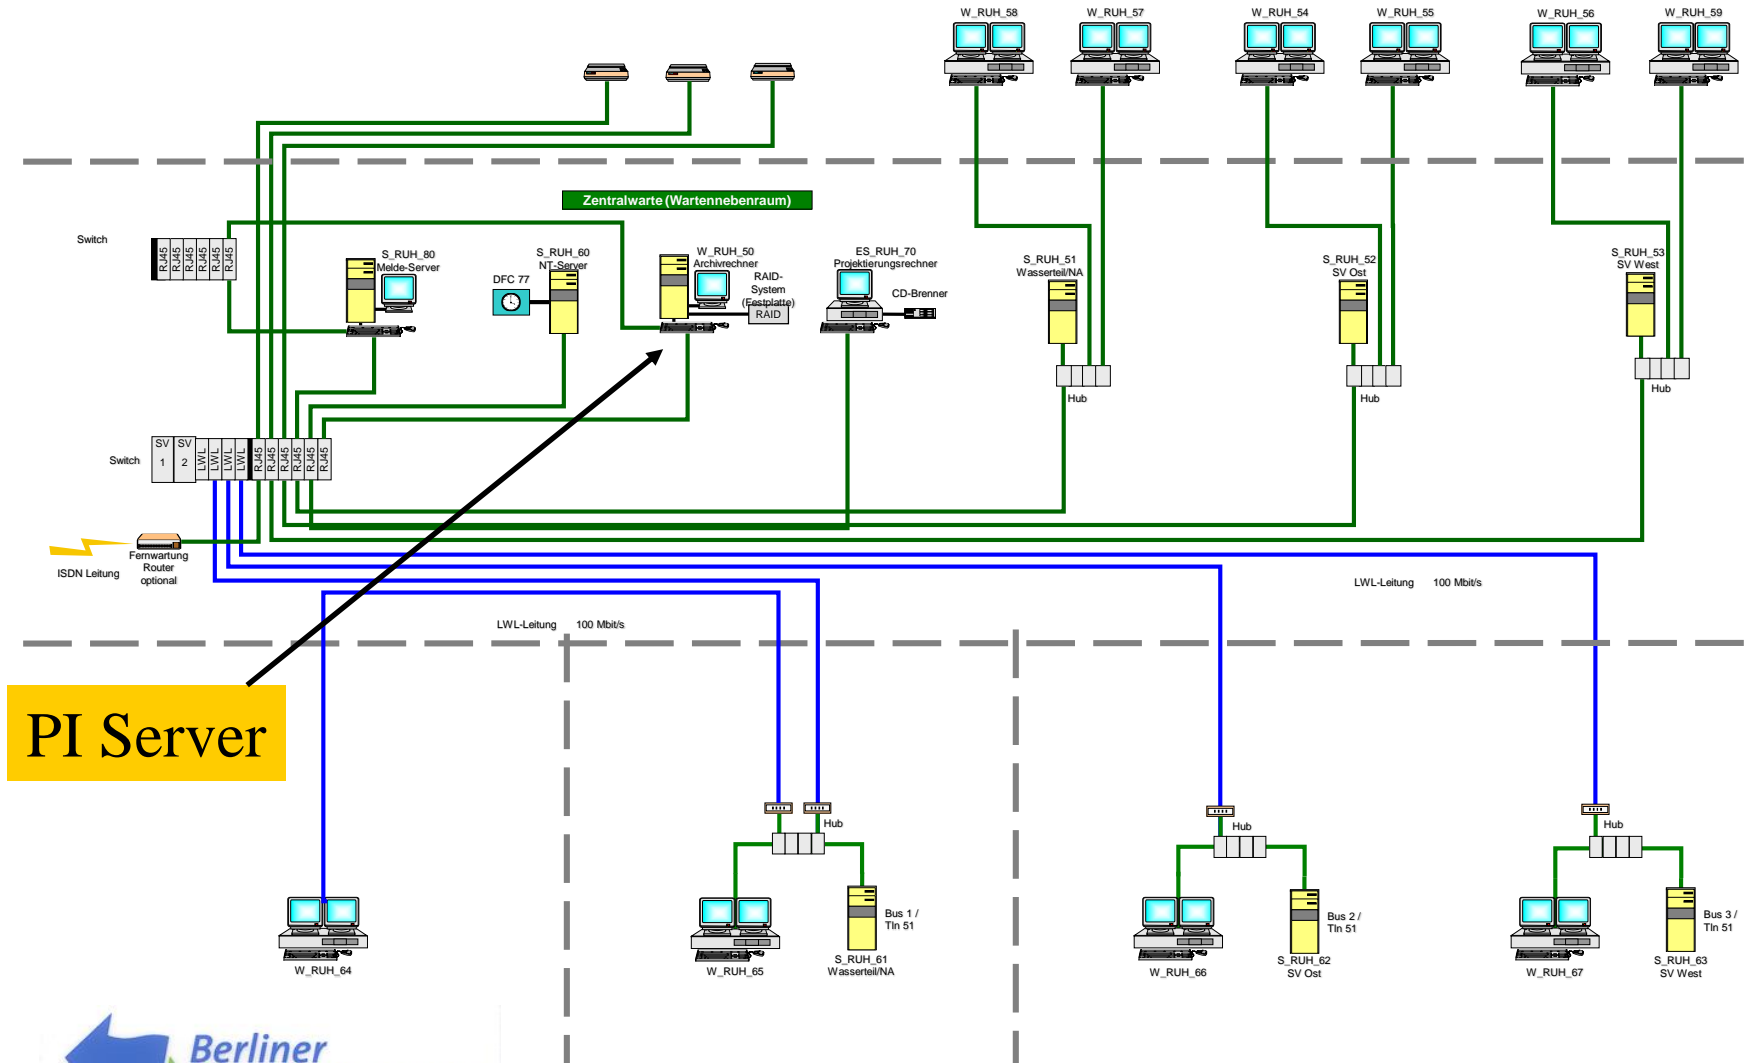 W_RUH_58
W_RUH_57
W_RUH_54
W_RUH_55
W_RUH_56
W_RUH_59
Zentralwarte (Wartennebenraum)
Switch
RJ45
RJ45
RJ45
RJ45
RJ45
RJ45
S_RUH_80
Melde-Server
DFC 77
S_RUH_60
NT-Server
W_RUH_50
Archivrechner
RAID-
System
(Festplatte)
RAID
ES_RUH_70
Projektierungsrechner
CD-Brenner
S_RUH_51
Wasserteil/NA
Hub
S_RUH_52
SV Ost
Hub
S_RUH_53
SV West
Hub
Switch
SV
1
SV
2
LWL
LWL
LWL
LWL
RJ45
RJ45
RJ45
RJ45
RJ45
RJ45
ISDN Leitung
Fernwartung
Router
optional
LWL-Leitung 100 Mbit/s
LWL-Leitung 100 Mbit/s
PI Server
Hub
Hub
Hub
W_RUH_64
W_RUH_65
Bus 1 /
Tln 51
S_RUH_61
Wasserteil/NA
W_RUH_66
Bus 2 /
Tln 51
S_RUH_62
SV Ost
W_RUH_67
Bus 3 /
Tln 51
S_RUH_63
SV West
Berliner